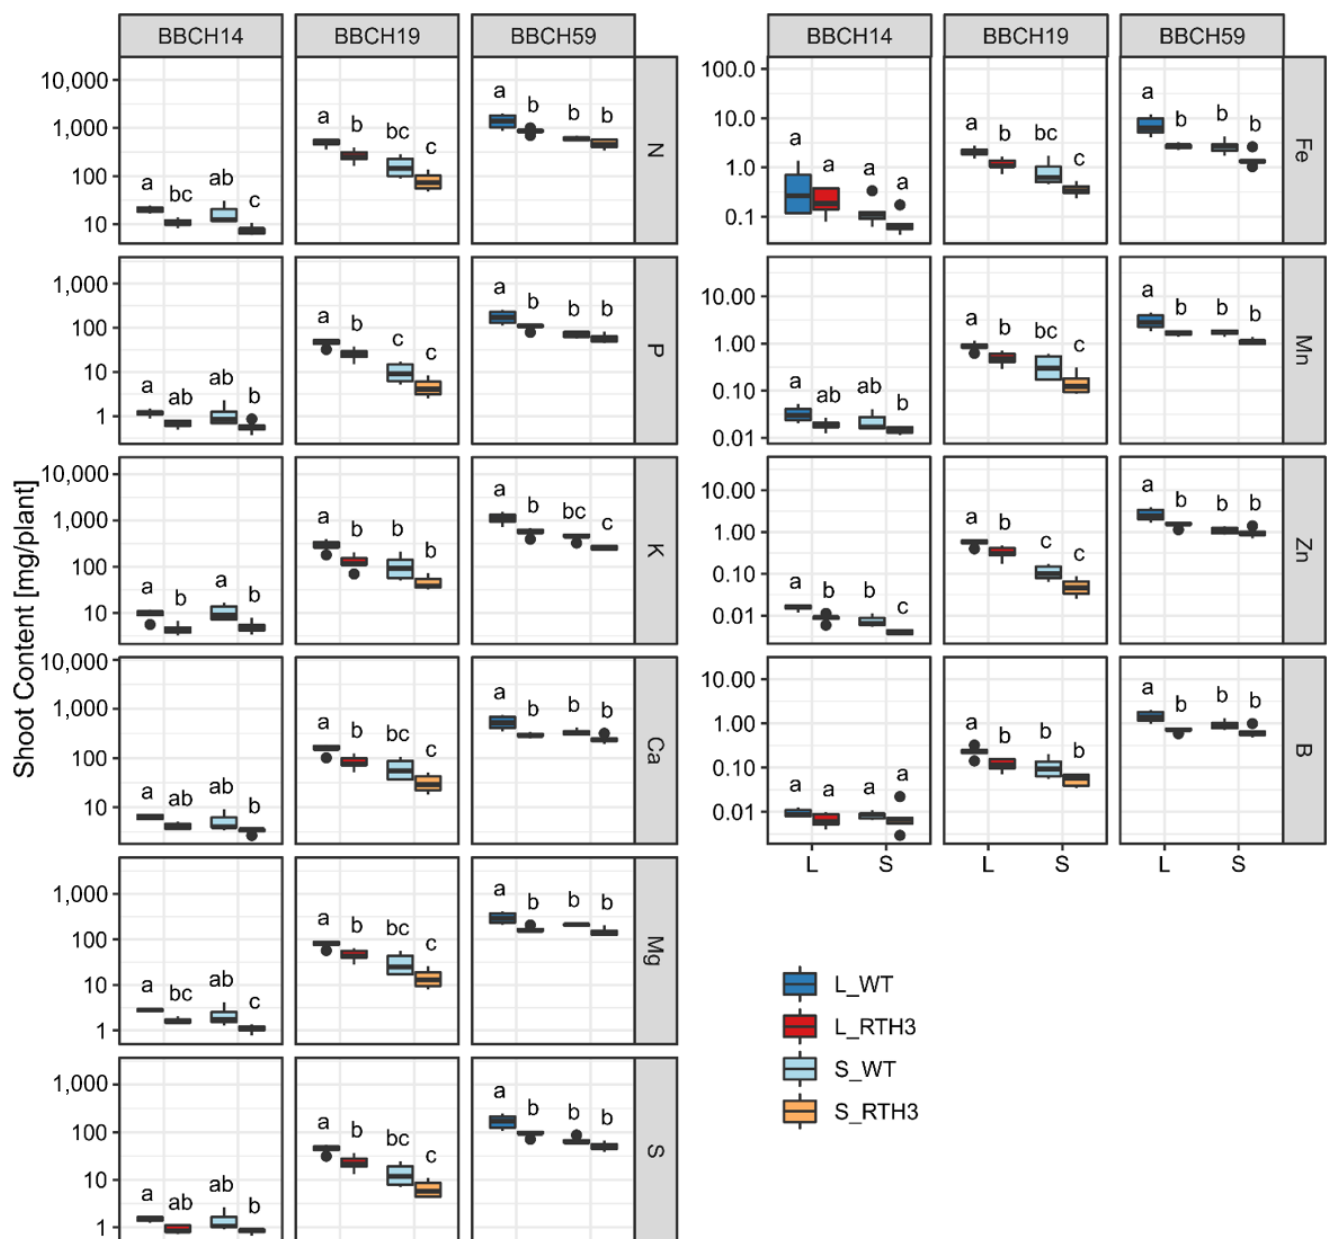 BBCH14 BBCH19 BBCH59
10,000
1,000
100
10
a bc ab c
a b bc c
a b b b
N
1,000
100
10
1
a ab ab b
a b c c
a b b b
P
10,000
1,000
100
10
a b a b
a b b b
a b bc c
K
10,000
1,000
100
10
a ab ab b
a b bc c
a b b b
Ca
1,000
100
10
1
a bc ab c
a b bc c
a b b b
Mg
1,000
100
10
1
a ab ab b
a b bc c
a b b b
S
Shoot Content [mg/plant]
BBCH14 BBCH19 BBCH59
100.0
10.0
1.0
0.1
a a a a
a b bc c
a b b b
Fe
10.00
1.00
0.10
0.01
a ab ab b
a b bc c
a b b b
Mn
10.00
1.00
0.10
0.01
a b b c
a b c c
a b b b
Zn
10.00
1.00
0.10
0.01
a a a a
a b b b
a b b b
B
L S L S L S
L_WT
L_RTH3
S_WT
S_RTH3